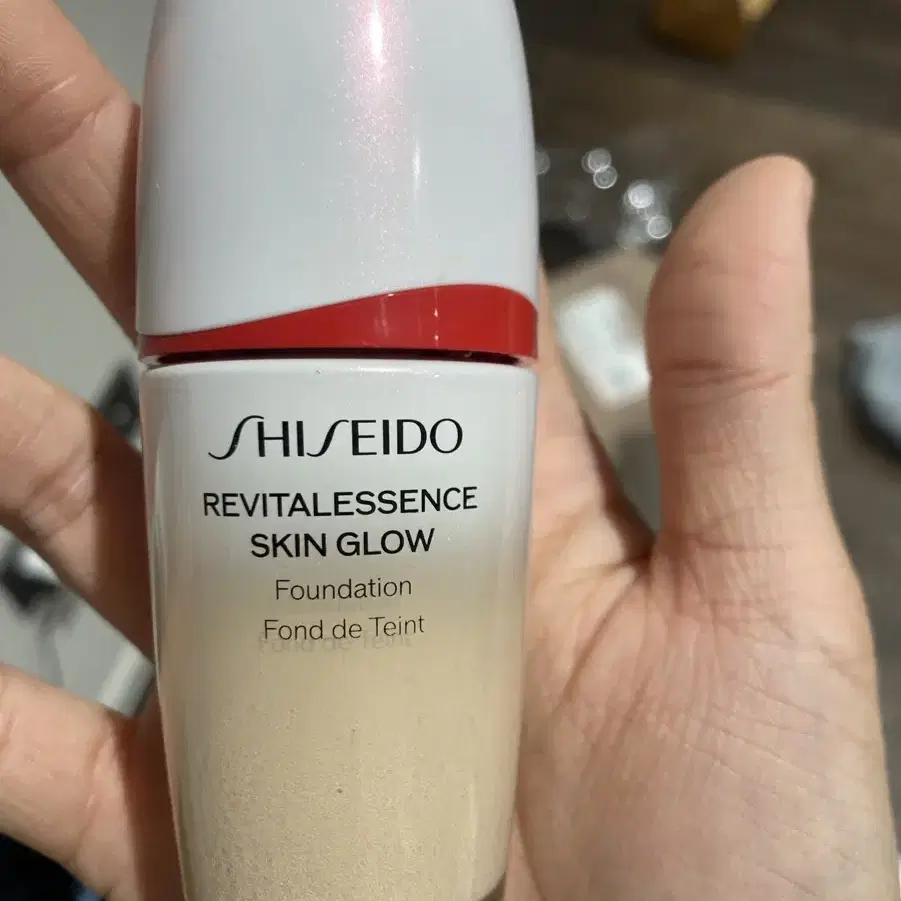 SHISEIDO
REVITALESSENCE
SKIN GLOW
Foundation
Fond de Teint